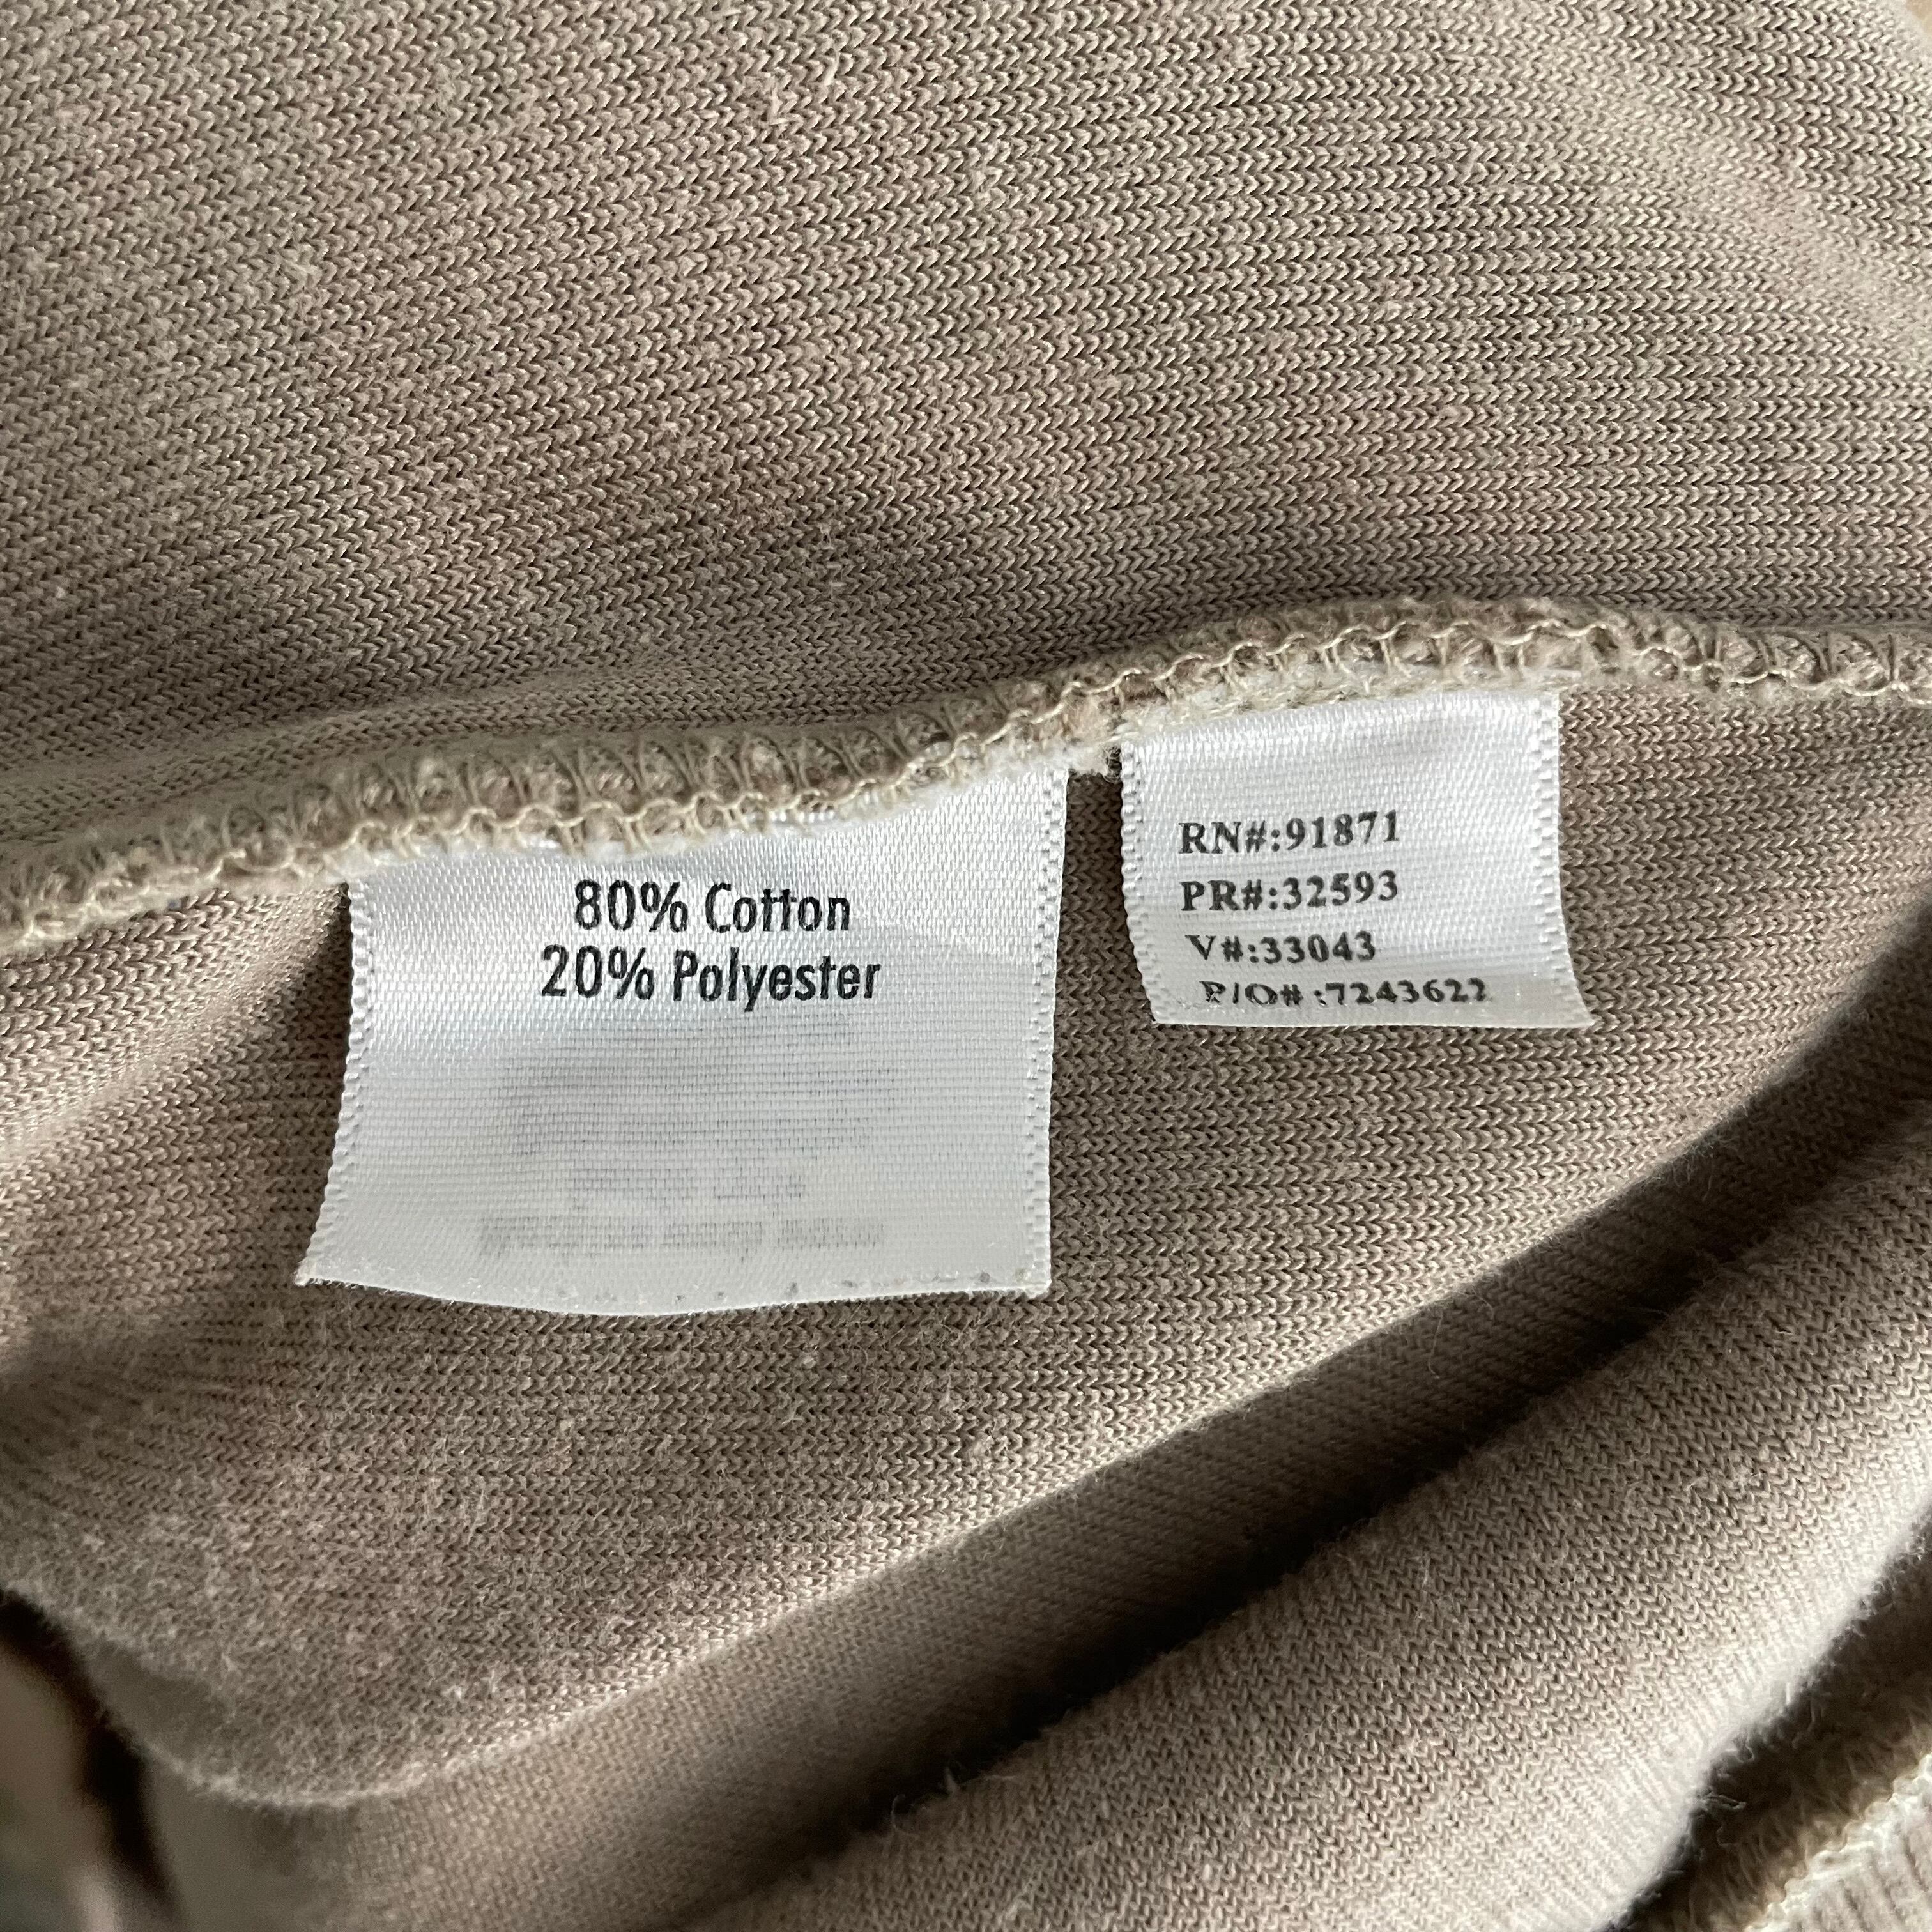 80% Cotton
20% Polyester
RN#:91871
PR#:32593
V#:33043
P/O# :7243622